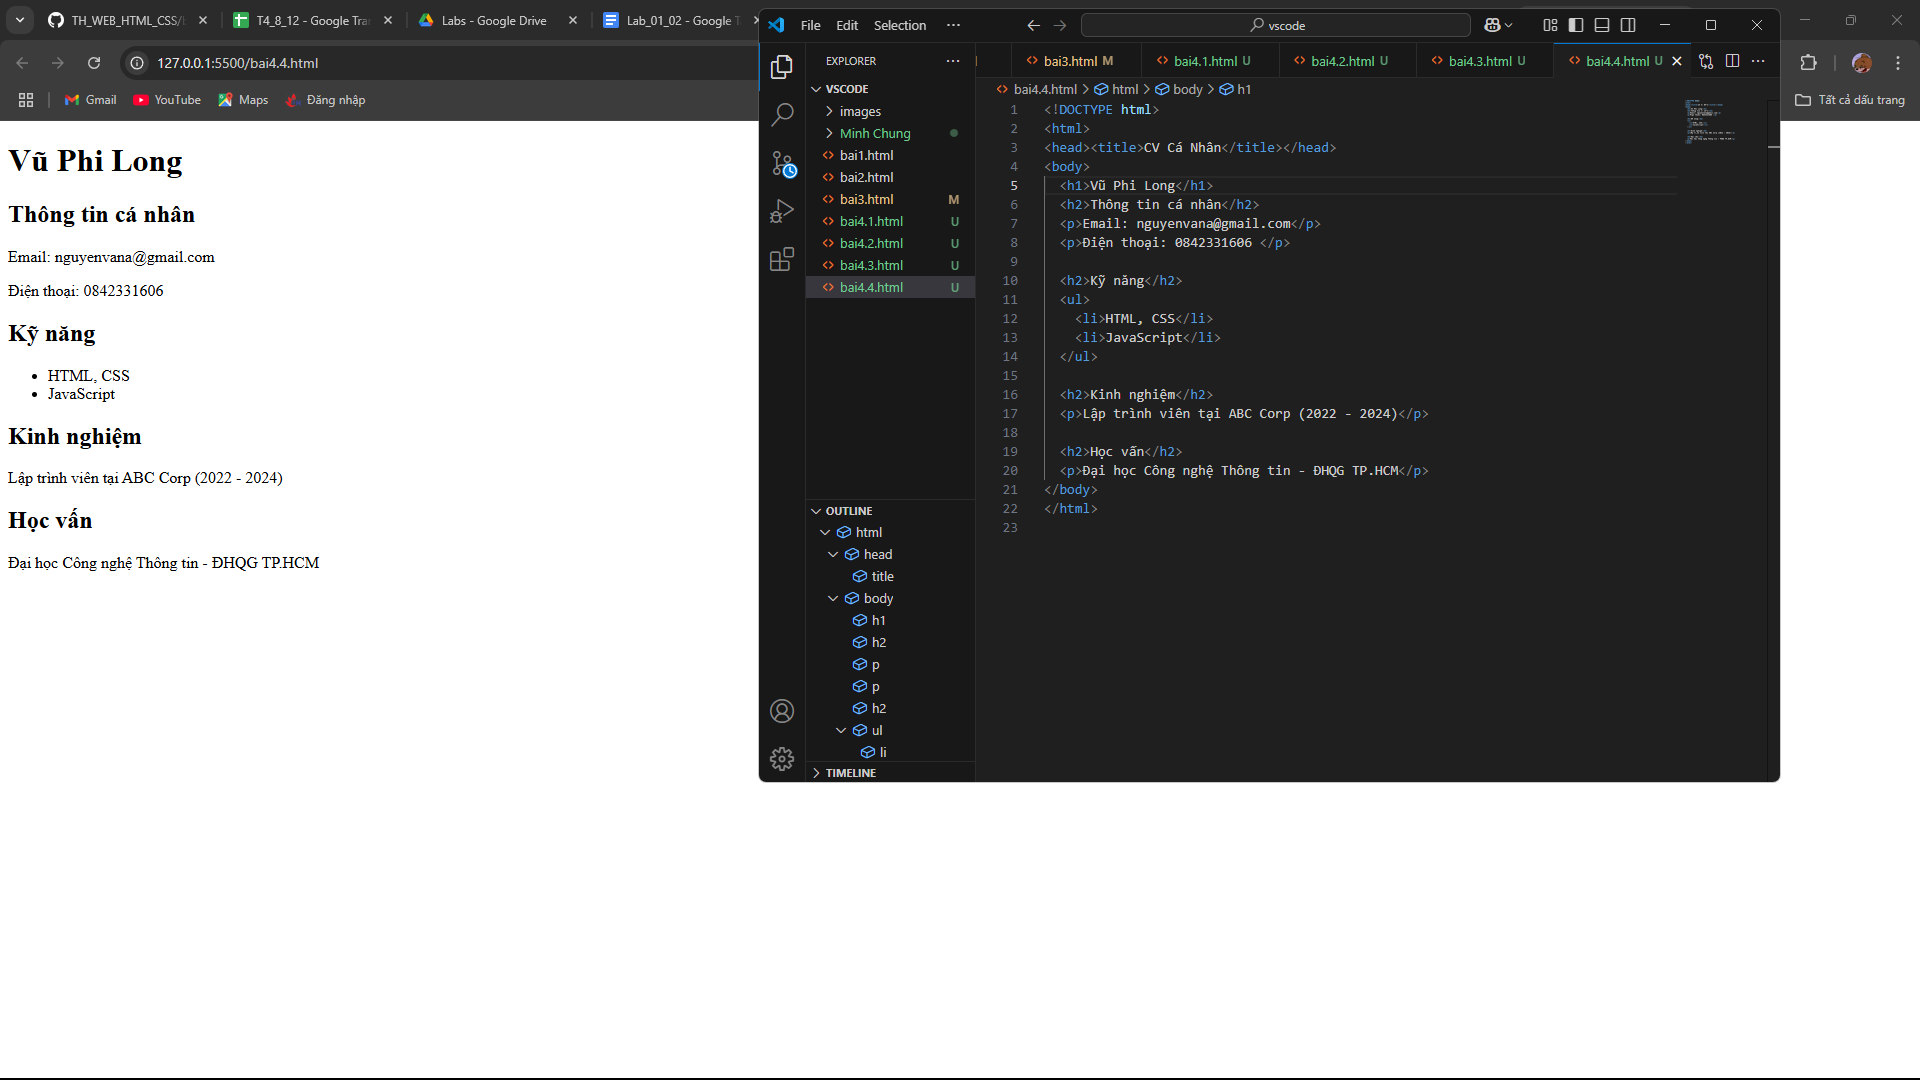 TH_WEB_HTML_CSS/
T4_8_12 - Google Tra
Labs - Google Drive
Lab_01_02 - Google T
127.0.0.1:5500/bai4.4.html
Gmail
YouTube
Maps
Đăng nhập
Tất cả dấu trang
Vũ Phi Long
Thông tin cá nhân
Email: nguyenvana@gmail.com
Điện thoại: 0842331606
Kỹ năng
• HTML, CSS
• JavaScript
Kinh nghiệm
Lập trình viên tại ABC Corp (2022 - 2024)
Học vấn
Đại học Công nghệ Thông tin - ĐHQG TP.HCM
File Edit Selection ···
vscode
EXPLORER ···
VSCODE
images
Minh Chung
bai1.html
bai2.html
bai3.html M
bai4.1.html U
bai4.2.html U
bai4.3.html U
bai4.4.html U
OUTLINE
html
head
title
body
h1
h2
p
p
h2
ul
li
TIMELINE
bai3.html M
bai4.1.html U
bai4.2.html U
bai4.3.html U
bai4.4.html U
bai4.4.html > html > body > h1
1 <!DOCTYPE html>
2 <html>
3 <head><title>CV Cá Nhân</title></head>
4 <body>
5 <h1>Vũ Phi Long</h1>
6 <h2>Thông tin cá nhân</h2>
7 <p>Email: nguyenvana@gmail.com</p>
8 <p>Điện thoại: 0842331606 </p>
9
10 <h2>Kỹ năng</h2>
11 <ul>
12 <li>HTML, CSS</li>
13 <li>JavaScript</li>
14 </ul>
15
16 <h2>Kinh nghiệm</h2>
17 <p>Lập trình viên tại ABC Corp (2022 - 2024)</p>
18
19 <h2>Học vấn</h2>
20 <p>Đại học Công nghệ Thông tin - ĐHQG TP.HCM</p>
21 </body>
22 </html>
23